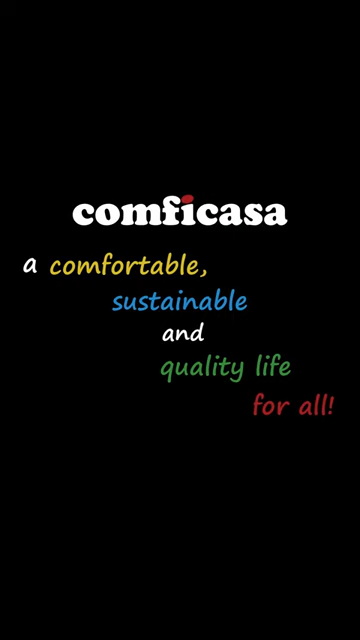 comficasa
a comfortable,
sustainable
and
quality life
for all!